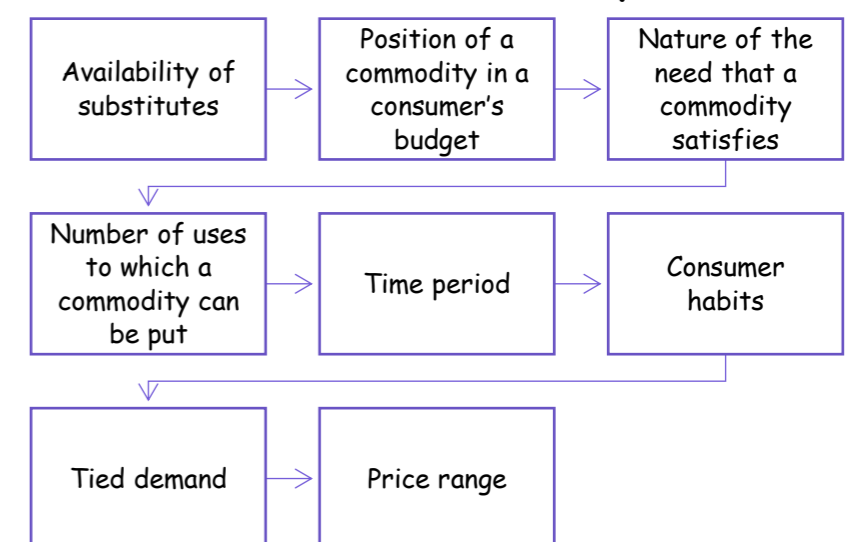 Availability of
substitutes
Position of a
commodity in a
consumer's
budget
Nature of the
need that a
commodity
satisfies
Number of uses
to which a
commodity can
be put
Time period
Consumer
habits
Tied demand
Price range